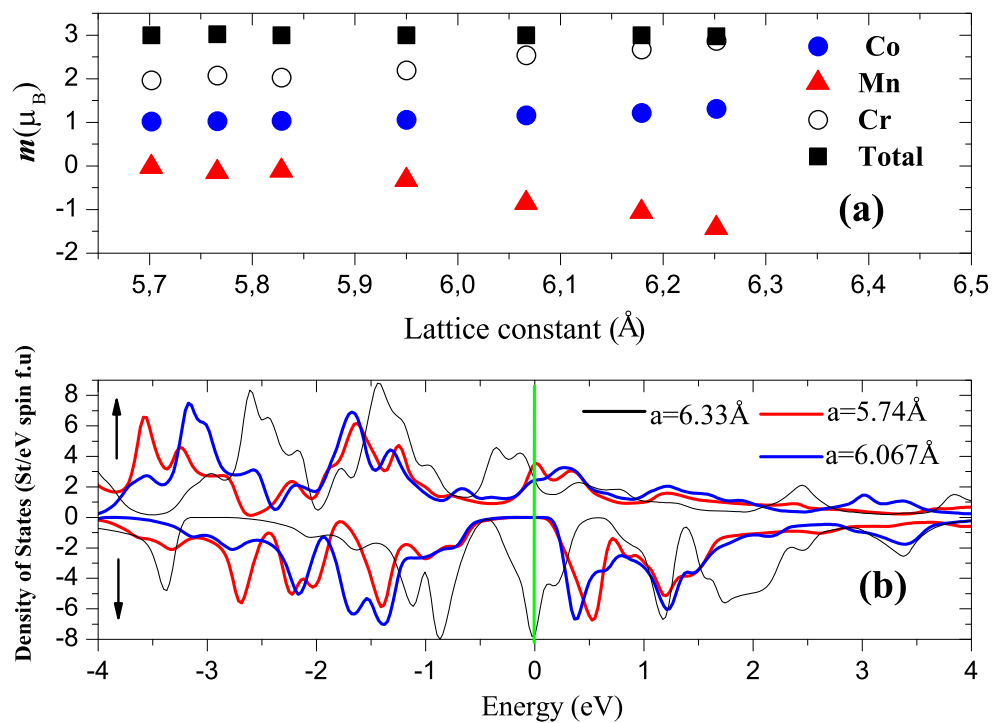 3
2
1
0
-1
-2
m(μB)
Co
Mn
Cr
Total
(a)
5,7 5,8 5,9 6,0 6,1 6,2 6,3 6,4 6,5
Lattice constant (Å)
8
6
4
2
0
-2
-4
-6
-8
Density of States (St/eV spin f.u)
a=6.33Å a=5.74Å
a=6.067Å
(b)
-4 -3 -2 -1 0 1 2 3 4
Energy (eV)